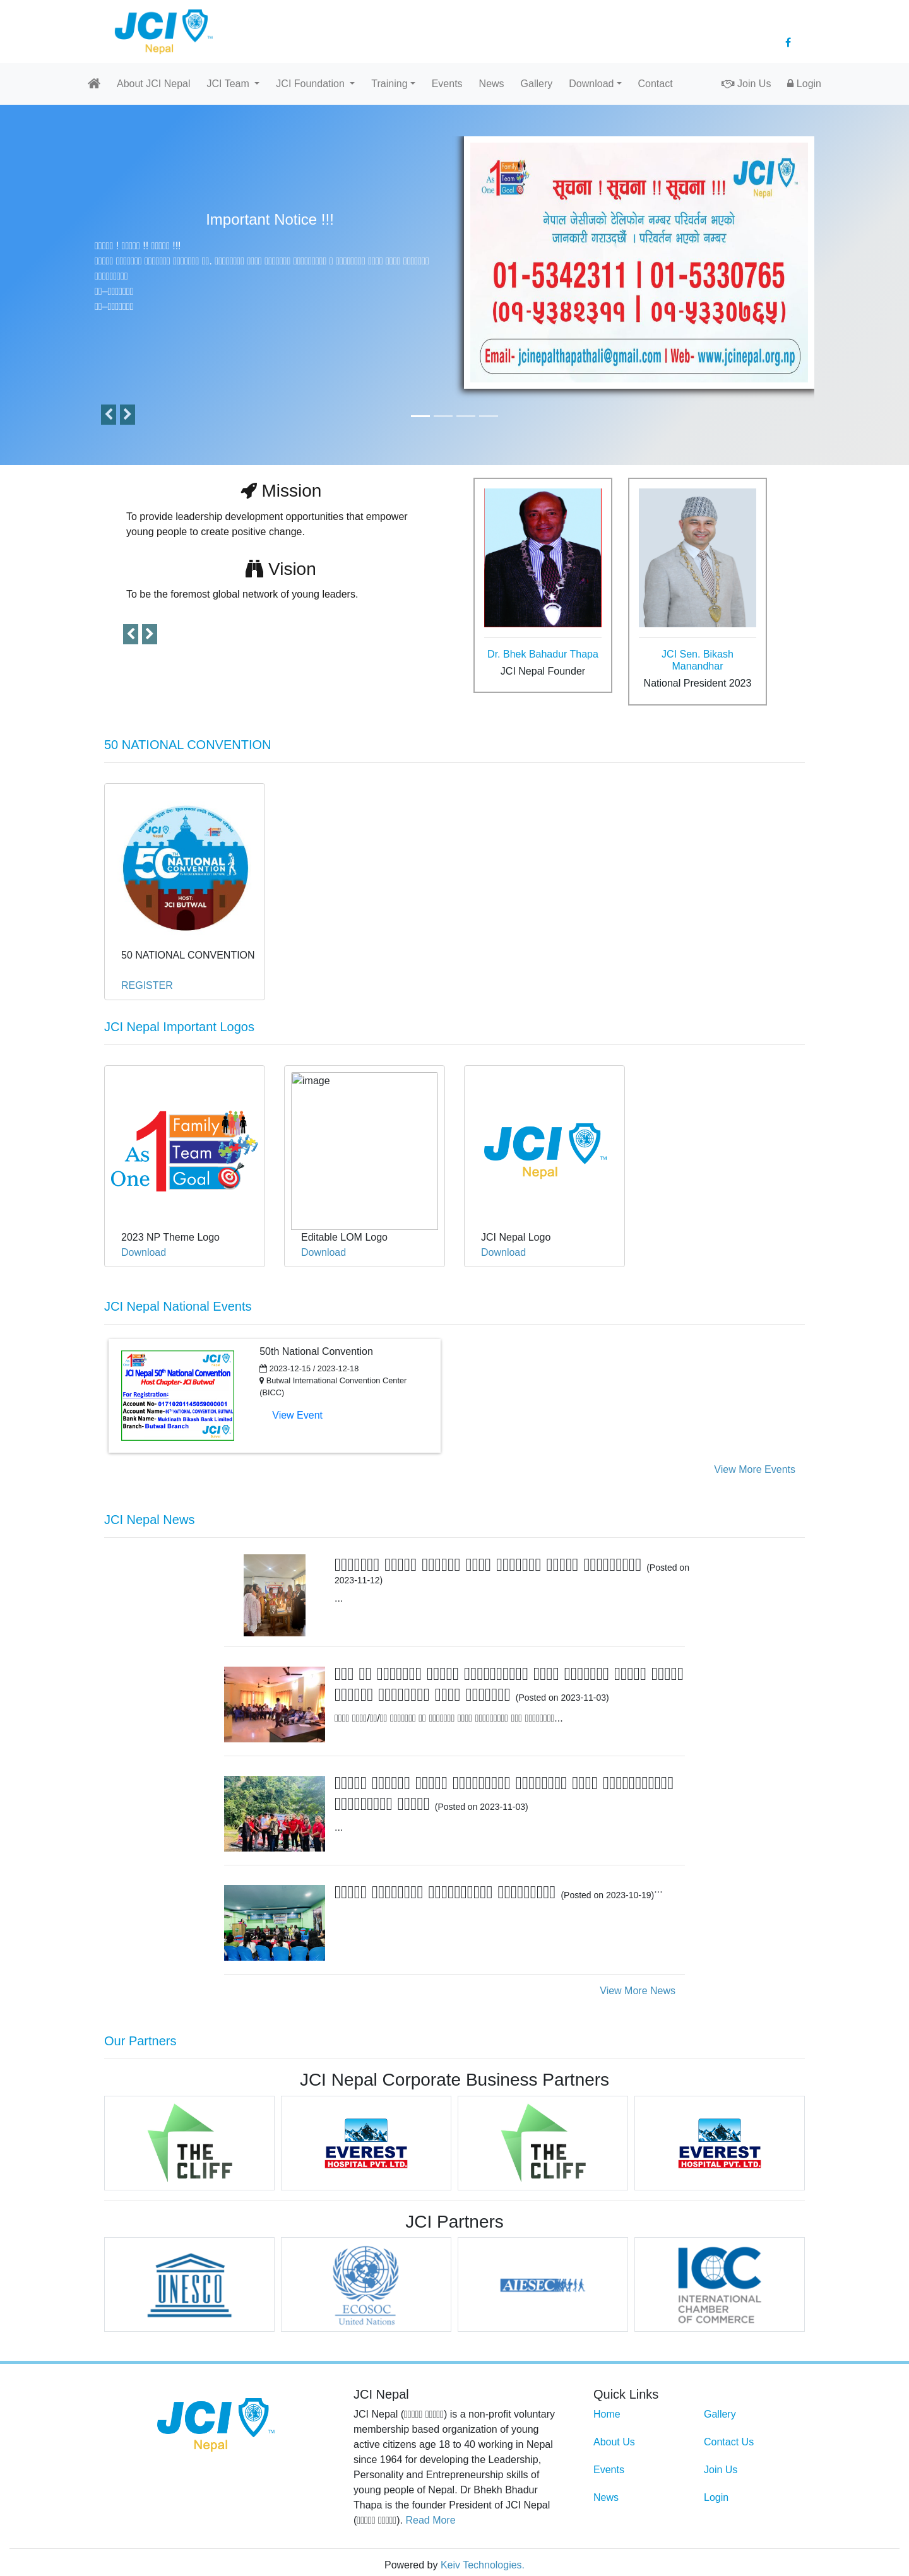 JCI
Nepal
About JCI Nepal
JCI Team
JCI Foundation
Training
Events
News
Gallery
Download
Contact
Join Us
Login
Important Notice !!!
! !! !!!
As One
Family
Team
Goal
सूचना ! सूचना !! सूचना !!!
JCI
Nepal
नेपाल जेसीजको टेलिफोन नम्बर परिवर्तन भएको
जानकारी गराउदछौं । परिवर्तन भएको नम्बर
01-5342311 01-5330765
(०१-५३४२३११) (०१-५३३०७६५)
Email- jcinepalthapathali@gmail.com | Web- www.jcinepal.org.np
Mission
To provide leadership development opportunities that empower
young people to create positive change.
Vision
To be the foremost global network of young leaders.
Dr. Bhek Bahadur Thapa
JCI Nepal Founder
JCI Sen. Bikash
Manandhar
National President 2023
50 NATIONAL CONVENTION
JCI
50 NATIONAL
CONVENTION
HOST:
JCI BUTWAL
50 NATIONAL CONVENTION
REGISTER
JCI Nepal Important Logos
As One
1
Family
Team
Goal
2023 NP Theme Logo
Download
image
Editable LOM Logo
Download
JCI
Nepal
TM
JCI Nepal Logo
Download
JCI Nepal National Events
JCI Nepal 50th National Convention
Host Chapter- JCI Butwal
For Registration:
Account No- 01710201145059000001
Bank Name- Muktinath Bikash Bank Limited
Branch- Butwal Branch
50th National Convention
2023-12-15 / 2023-12-18
Butwal International Convention Center
(BICC)
View Event
View More Events
JCI Nepal News
(Posted on
2023-11-12)
...
(Posted on 2023-11-03)
...
(Posted on 2023-11-03)
...
(Posted on 2023-10-19)...
View More News
Our Partners
JCI Nepal Corporate Business Partners
THE
CLIFF
EVEREST
HOSPITAL PVT. LTD.
THE
CLIFF
EVEREST
HOSPITAL PVT. LTD.
JCI Partners
UNESCO
ECOSOC
United Nations
AIESEC
ICC
INTERNATIONAL
CHAMBER
OF COMMERCE
JCI
Nepal
TM
JCI Nepal
JCI Nepal ( ) is a non-profit voluntary
membership based organization of young
active citizens age 18 to 40 working in Nepal
since 1964 for developing the Leadership,
Personality and Entrepreneurship skills of
young people of Nepal. Dr Bhekh Bhadur
Thapa is the founder President of JCI Nepal
( ). Read More
Quick Links
Home
Gallery
About Us
Contact Us
Events
Join Us
News
Login
Powered by Keiv Technologies.